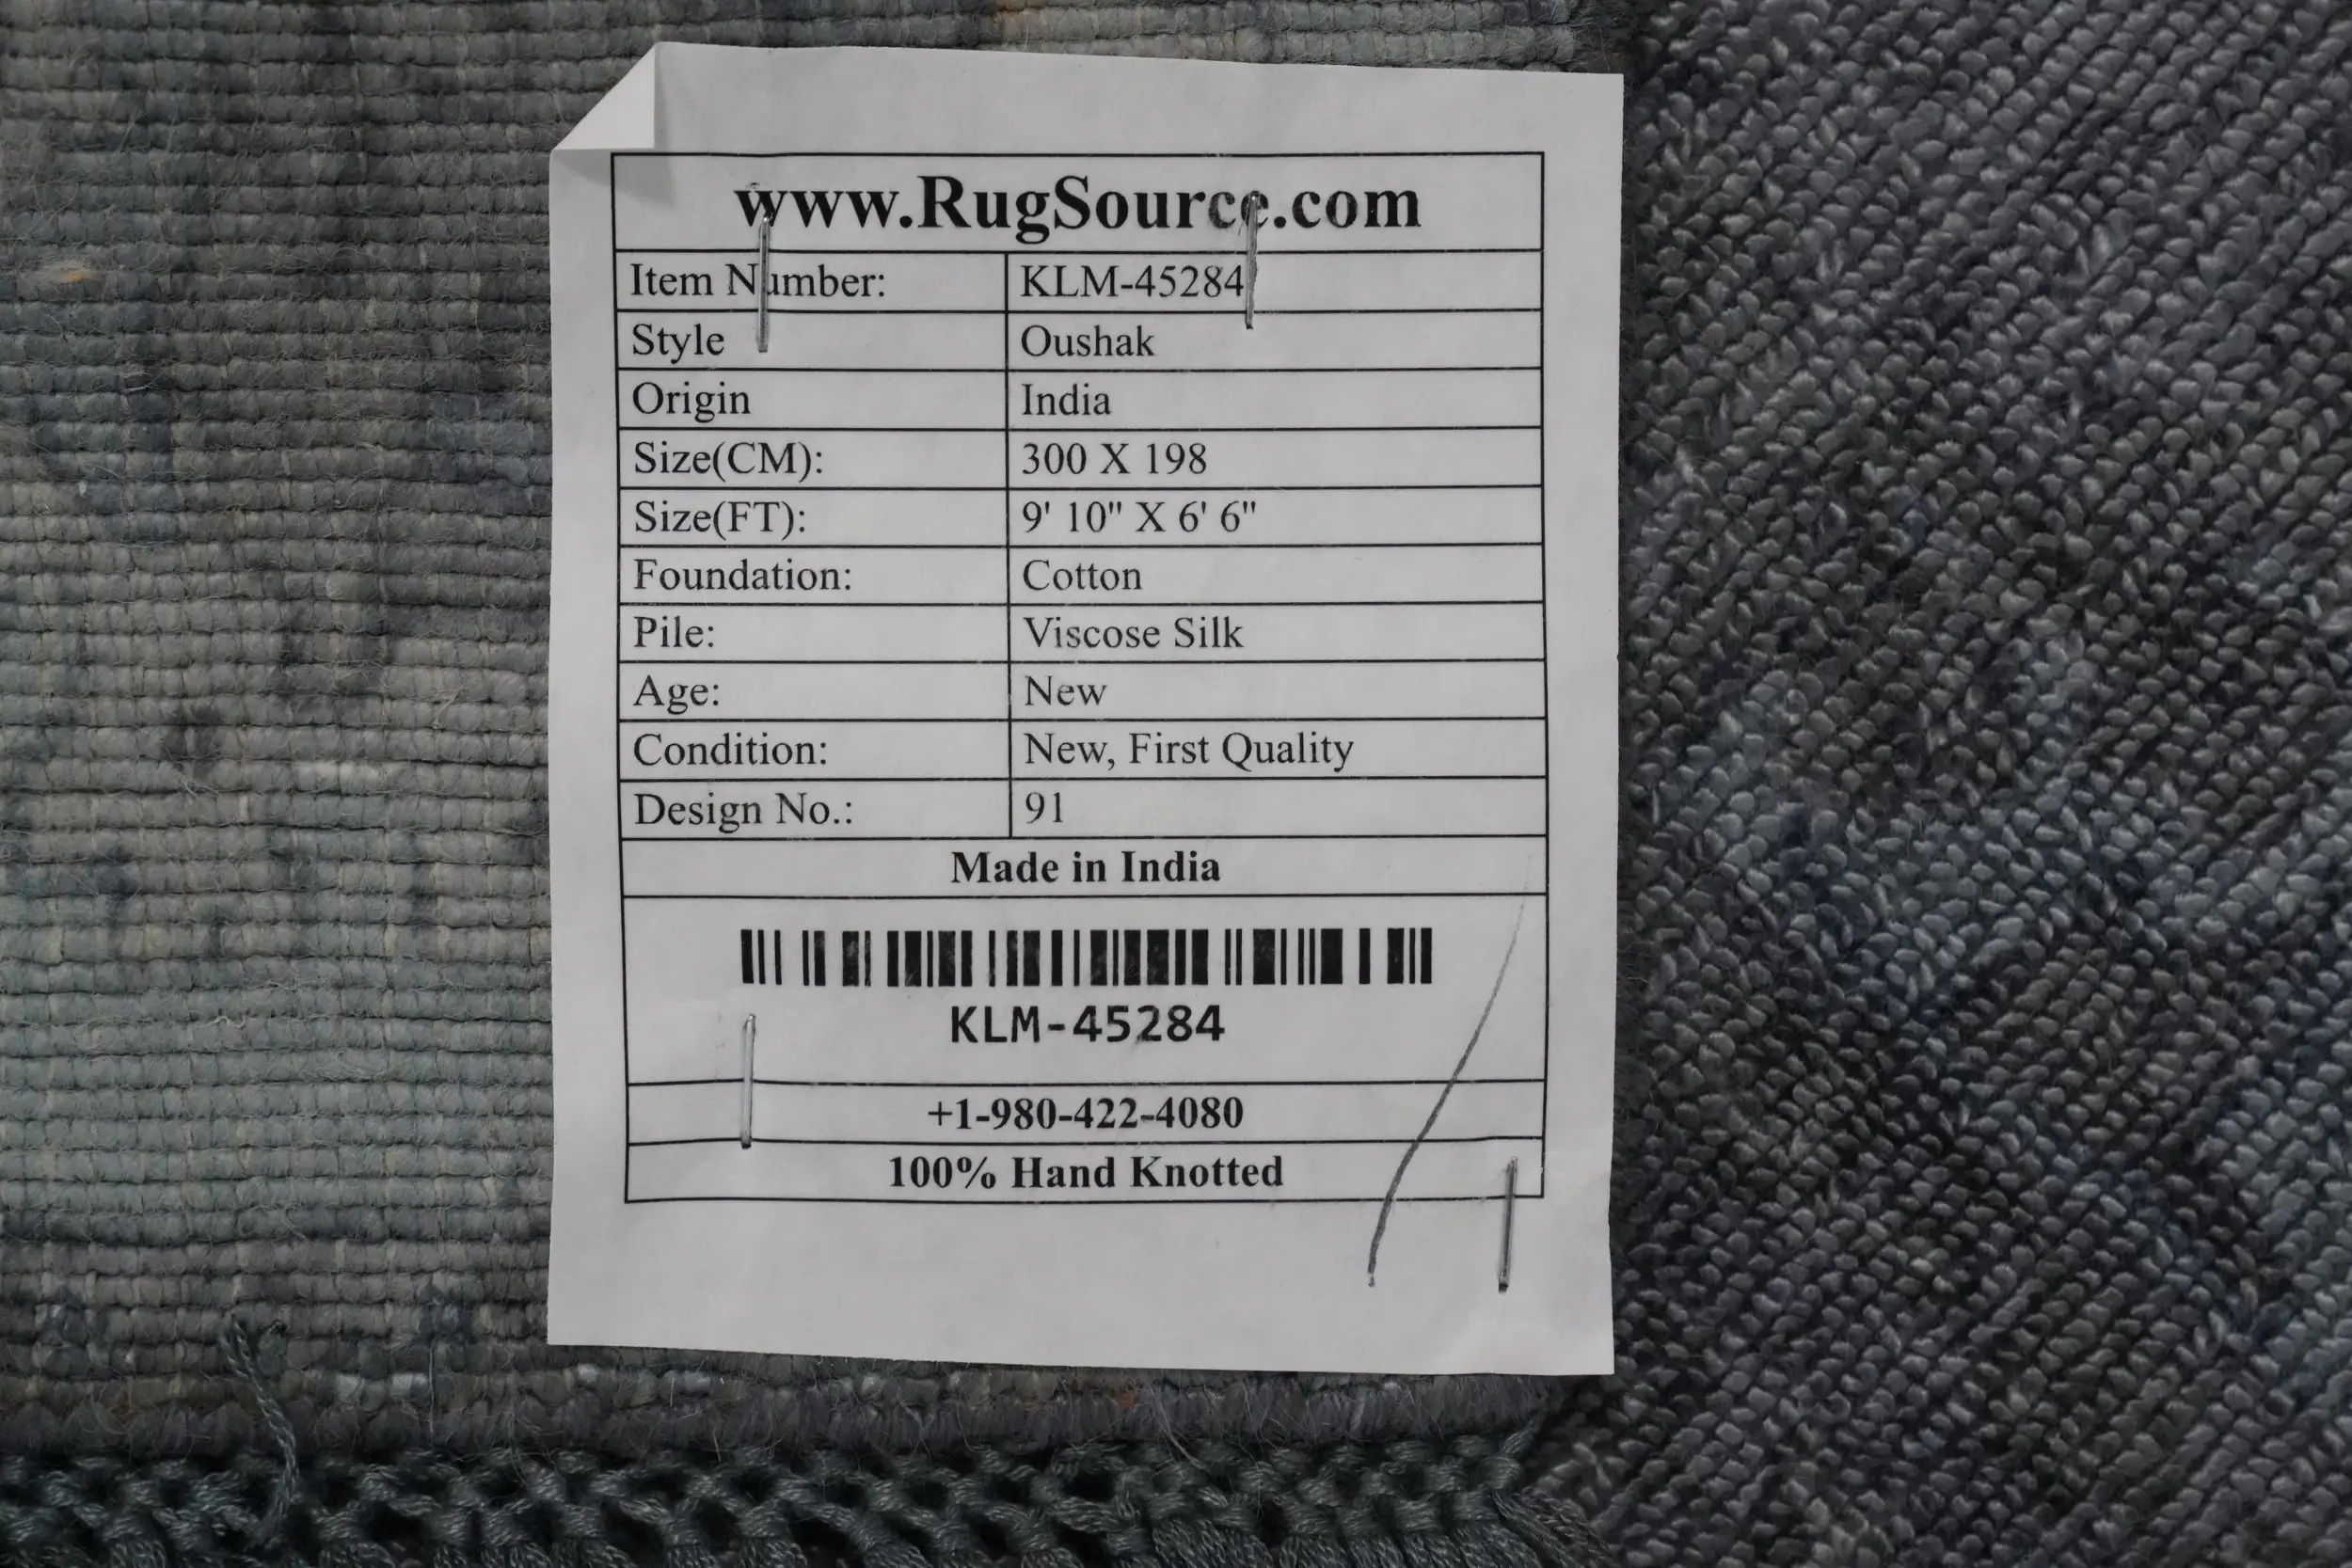 www.RugSource.com
Item Number: KLM-45284
Style Oushak
Origin India
Size(CM): 300 X 198
Size(FT): 9' 10" X 6' 6"
Foundation: Cotton
Pile: Viscose Silk
Age: New
Condition: New, First Quality
Design No.: 91
Made in India
KLM-45284
+1-980-422-4080
100% Hand Knotted